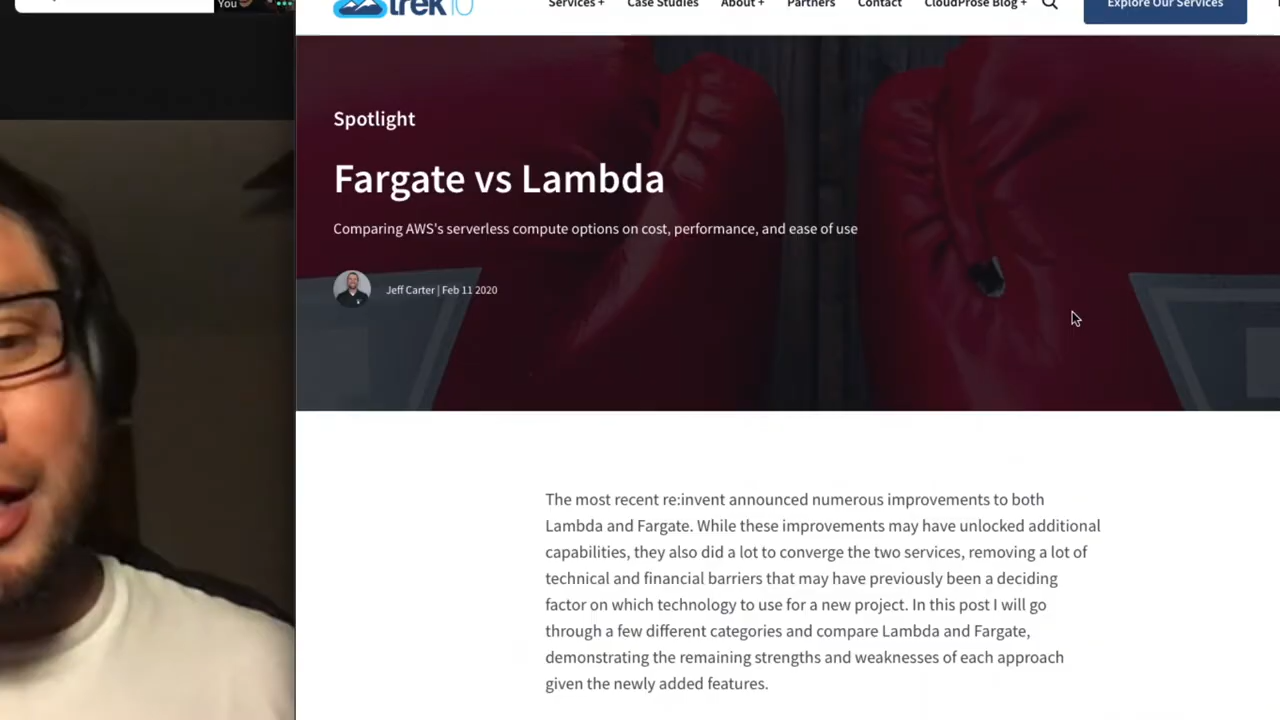 You
trek10
Services +
Case Studies
About +
Partners
Contact
CloudProse Blog +
Explore Our Services
Spotlight
Fargate vs Lambda
Comparing AWS's serverless compute options on cost, performance, and ease of use
Jeff Carter | Feb 11 2020
The most recent re:invent announced numerous improvements to both
Lambda and Fargate. While these improvements may have unlocked additional
capabilities, they also did a lot to converge the two services, removing a lot of
technical and financial barriers that may have previously been a deciding
factor on which technology to use for a new project. In this post I will go
through a few different categories and compare Lambda and Fargate,
demonstrating the remaining strengths and weaknesses of each approach
given the newly added features.